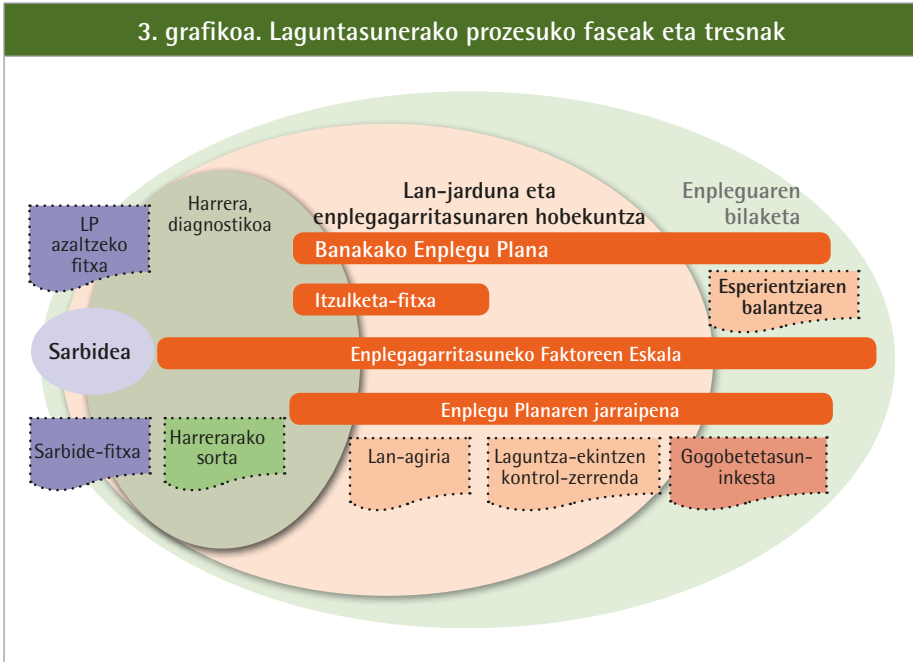 3. grafikoa. Laguntasunerako prozesuko faseak eta tresnak
LP
azaltzeko
fitxa
Harrera,
diagnostikoa
Lan-jarduna eta
enplegagarritasunaren hobekuntza
Enpleguaren
bilaketa
Banakako Enplegu Plana
Itzulketa-fitxa
Esperientziaren
balantzea
Sarbidea
Enplegagarritasuneko Faktoreen Eskala
Enplegu Planaren jarraipena
Sarbide-fitxa
Harrerarako
sorta
Lan-agiria
Laguntza-ekintzen
kontrol-zerrenda
Gogobetetasun-
inkesta